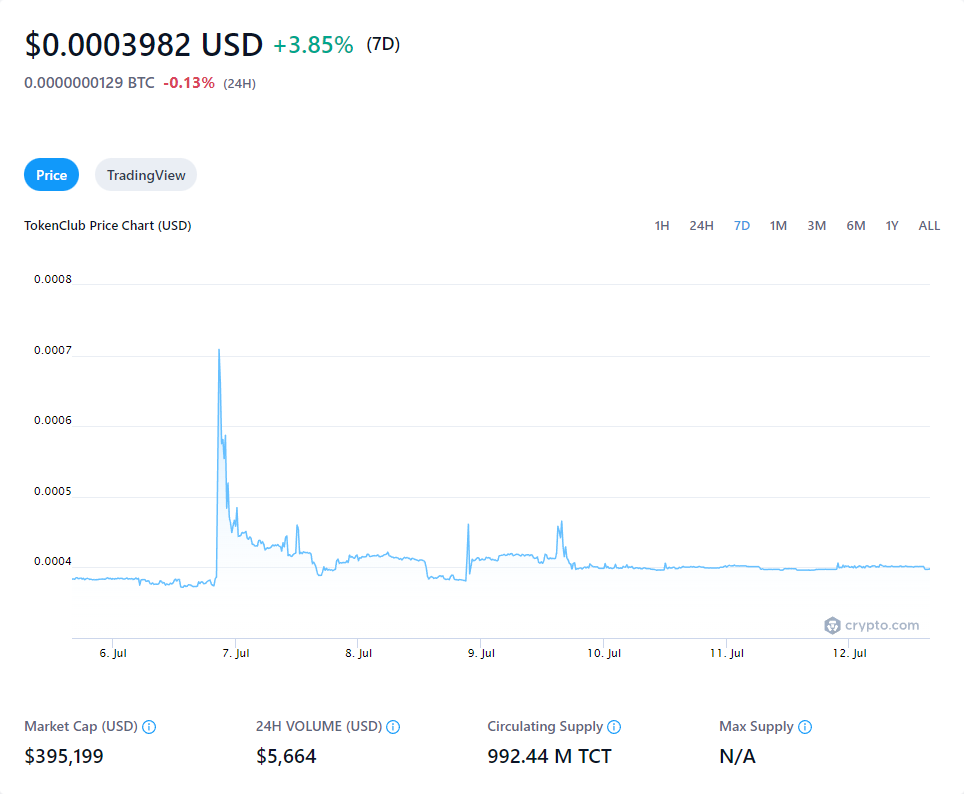 $0.0003982 USD +3.85% (7D)
0.0000000129 BTC -0.13% (24H)
Price TradingView
TokenClub Price Chart (USD) 1H 24H 7D 1M 3M 6M 1Y ALL
0.0008
0.0007
0.0006
0.0005
0.0004
crypto.com
6. Jul 7. Jul 8. Jul 9. Jul 10. Jul 11. Jul 12. Jul
Market Cap (USD) 24H VOLUME (USD) Circulating Supply Max Supply
$395,199 $5,664 992.44 M TCT N/A